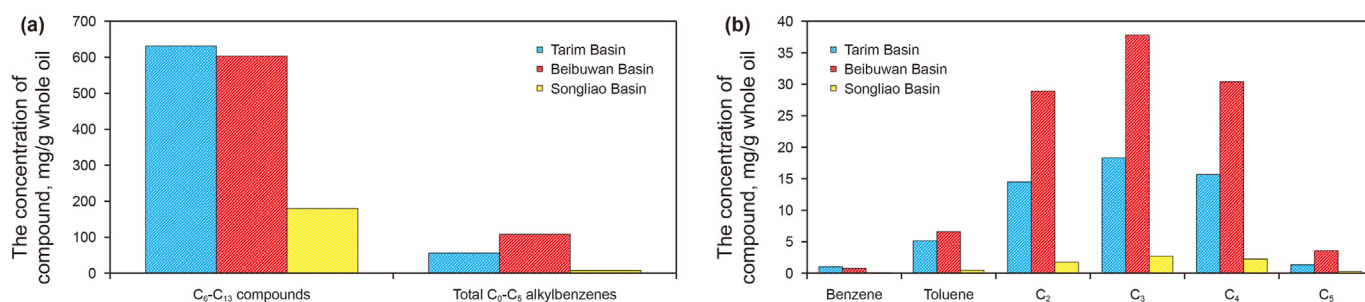 (a)
The concentration of
compound, mg/g whole oil
700
600
500
400
300
200
100
0
Tarim Basin
Beibuwan Basin
Songliao Basin
C₆-C₁₃ compounds
Total C₀-C₅ alkylbenzenes
(b)
The concentration of
compound, mg/g whole oil
40
35
30
25
20
15
10
5
0
Tarim Basin
Beibuwan Basin
Songliao Basin
Benzene
Toluene
C₂
C₃
C₄
C₅